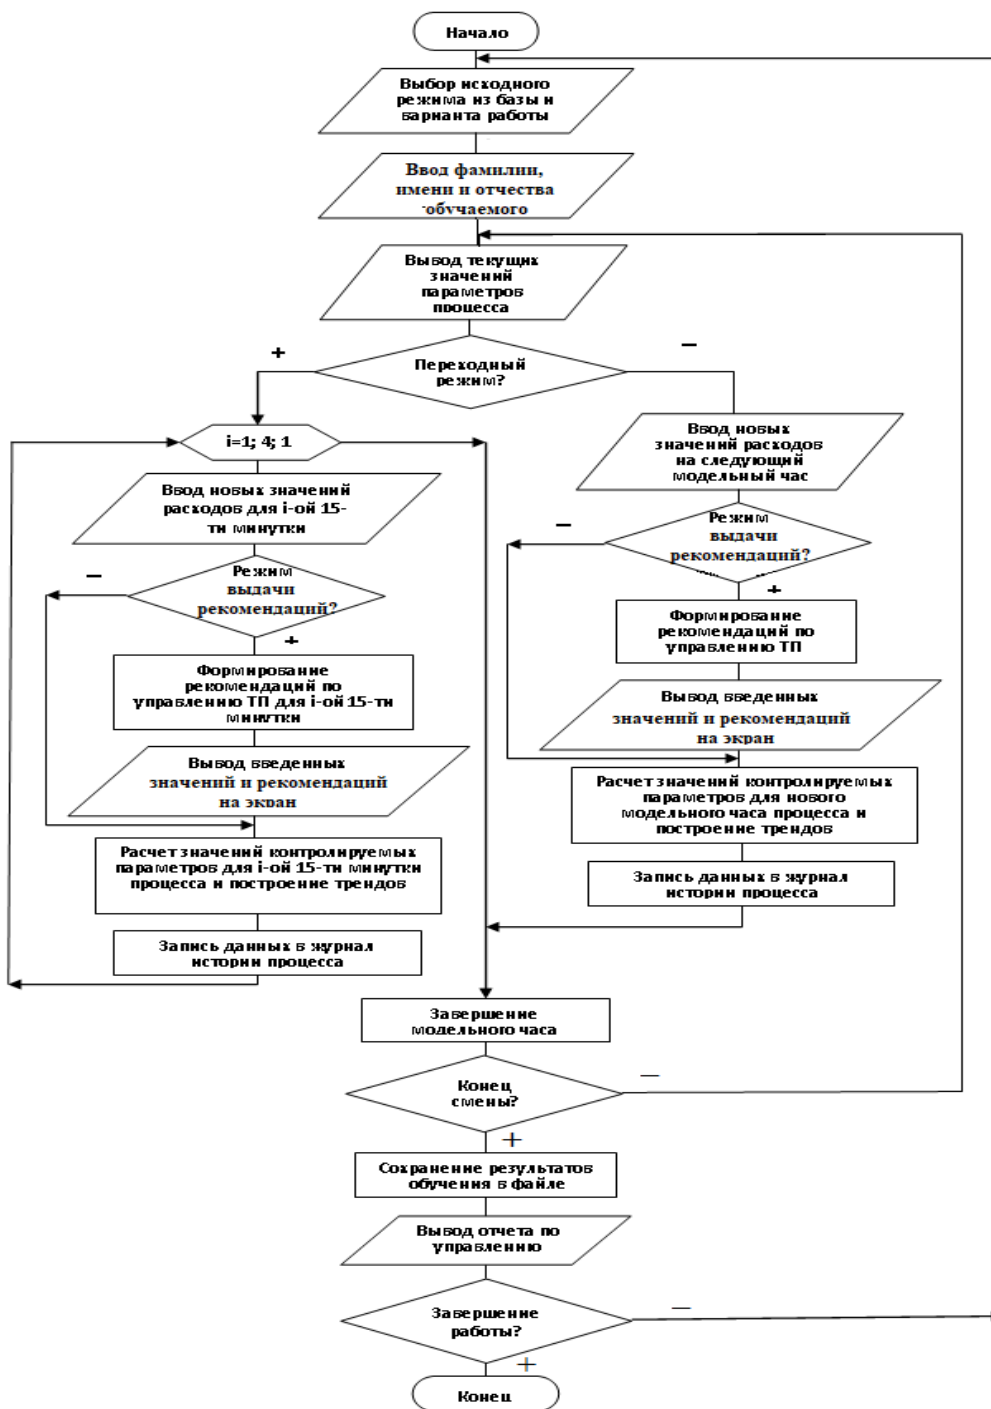 Начало
Выбор исходного
режима из базы и
варианта работы
Ввод фамилии,
имени и отчества
обучаемого
Вывод текущих
значений
параметров
процесса
Переходный
режим?
+
−
i=1; 4; 1
Ввод новых значений
расходов для i-ой 15-
ти минутки
Режим
выдачи
рекомендаций?
−
+
Формирование
рекомендаций по
управлению ТП для i-ой 15-ти
минутки
Вывод введенных
значений и рекомендаций
на экран
Расчет значений контролируемых
параметров для i-ой 15-ти минутки
процесса и построение трендов
Запись данных в журнал
истории процесса
Ввод новых
значений расходов
на следующий
модельный час
Режим
выдачи
рекомендаций?
−
+
Формирование
рекомендаций по
управлению ТП
Вывод введенных
значений и рекомендаций
на экран
Расчет значений контролируемых
параметров для нового
модельного часа процесса и
построение трендов
Запись данных в журнал
истории процесса
Завершение
модельного часа
Конец
смены?
−
+
Сохранение результатов
обучения в файле
Вывод отчета по
управлению
Завершение
работы?
−
+
Конец